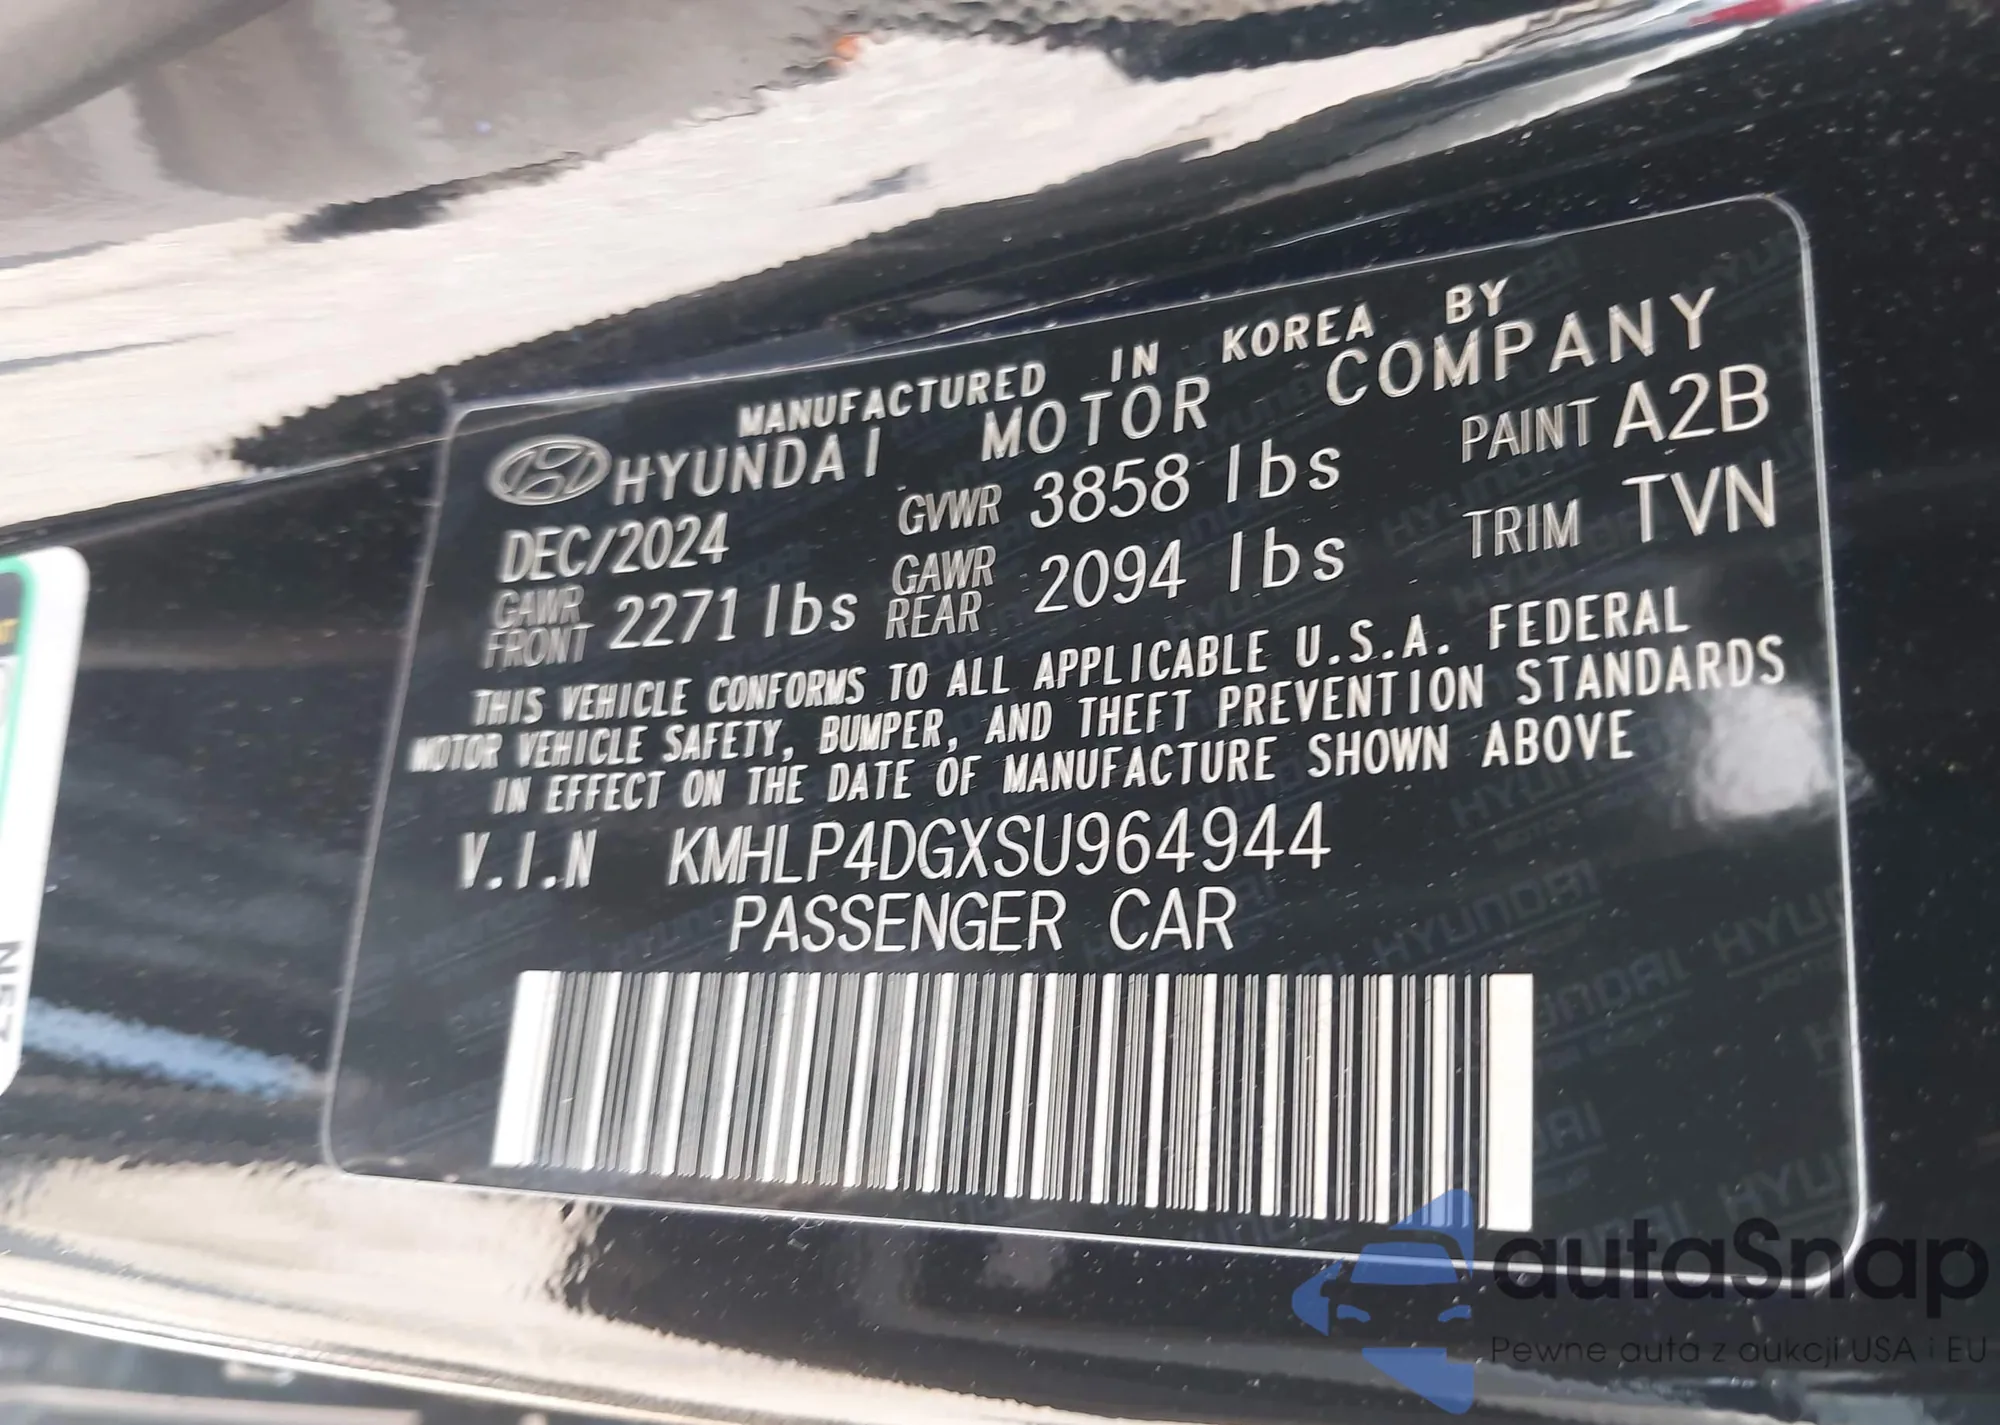 MANUFACTURED IN KOREA BY
HYUNDAI MOTOR COMPANY
DEC/2024 GVWR 3858 lbs PAINT A2B
GAWR FRONT 2271 lbs GAWR REAR 2094 lbs TRIM TVN
THIS VEHICLE CONFORMS TO ALL APPLICABLE U.S.A. FEDERAL
MOTOR VEHICLE SAFETY, BUMPER, AND THEFT PREVENTION STANDARDS
IN EFFECT ON THE DATE OF MANUFACTURE SHOWN ABOVE
V.I.N KMHLP4DGXSU964944
PASSENGER CAR
autaSnap
Pewne auta z aukcji USA i EU